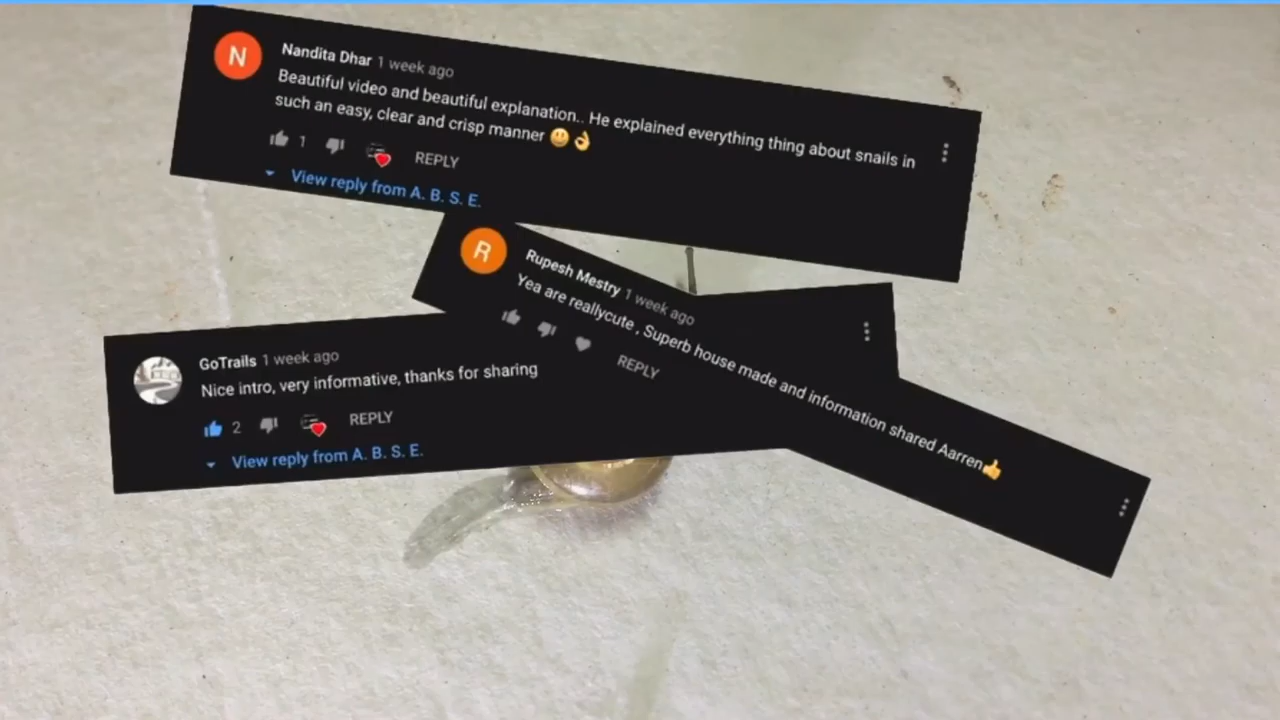 N
Nandita Dhar 1 week ago
Beautiful video and beautiful explanation.. He explained everything thing about snails in
such an easy, clear and crisp manner 😃👌
1
REPLY
View reply from A. B. S. E.
R
Rupesh Mestry 1 week ago
Yea are reallycute , Superb house made and information shared Aarren👍
REPLY
GoTrails 1 week ago
Nice intro, very informative, thanks for sharing
2
REPLY
View reply from A. B. S. E.